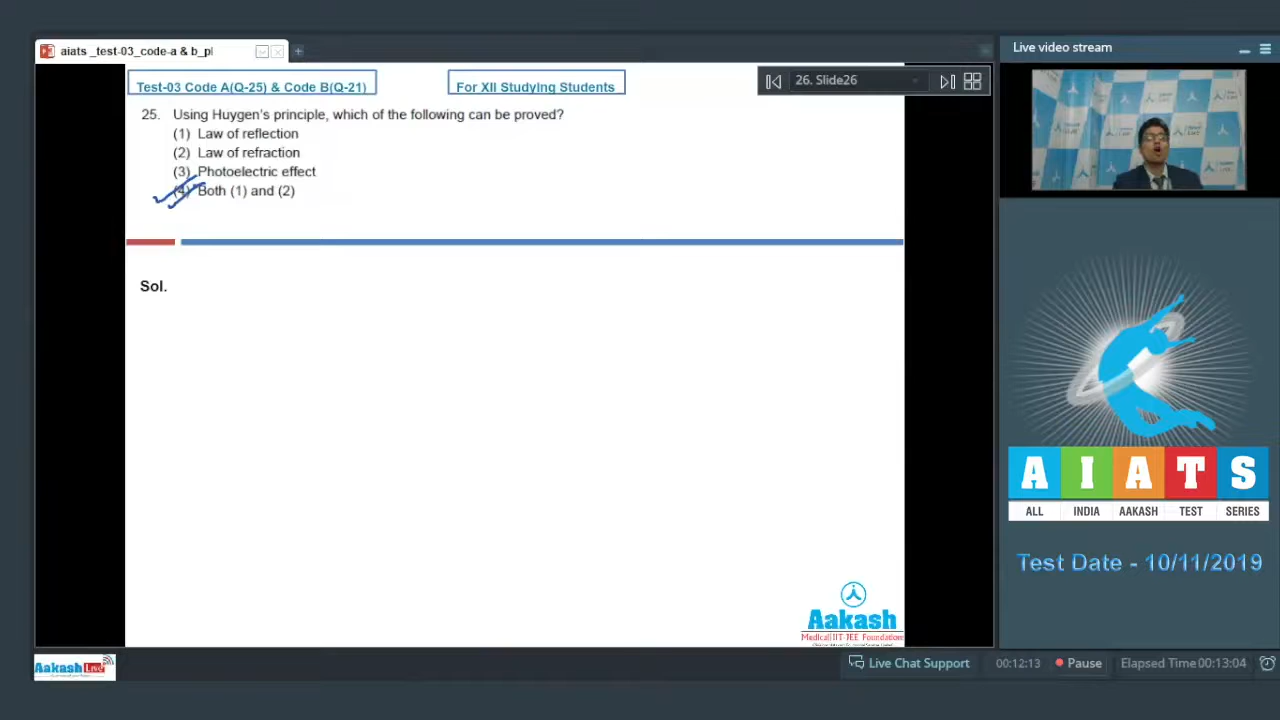 aiats _test-03_code-a & b_pl
Live video stream
Test-03 Code A(Q-25) & Code B(Q-21)
For XII Studying Students
26. Slide26
25. Using Huygen's principle, which of the following can be proved?
(1) Law of reflection
(2) Law of refraction
(3) Photoelectric effect
(4) Both (1) and (2)
Sol.
A I A T S
ALL INDIA AAKASH TEST SERIES
Test Date - 10/11/2019
Aakash
Medical|IIT-JEE|Foundations
Aakash Live
Live Chat Support
00:12:13
Pause
Elapsed Time00:13:04